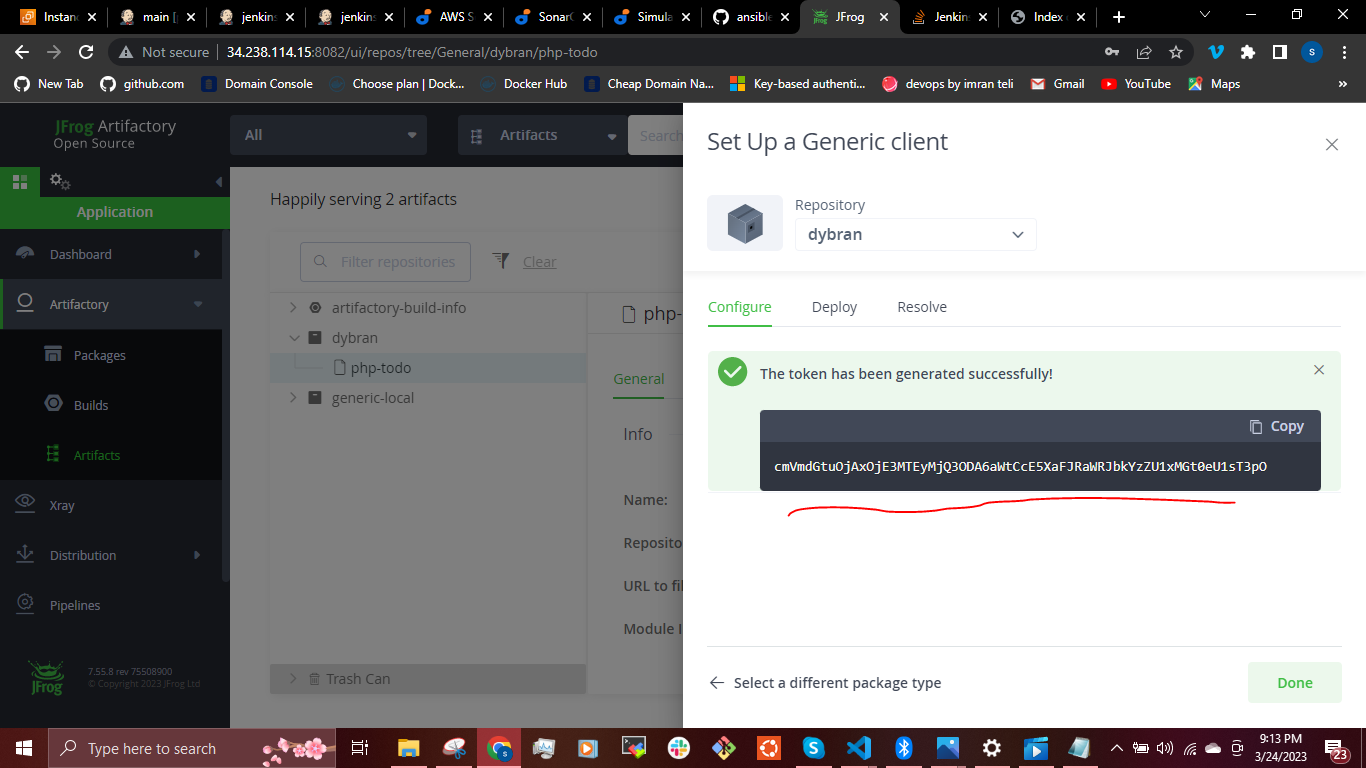 Instanc
main [
jenkins
jenkins
AWS S
SonarQ
Simula
ansible
JFrog
Jenkin
Index o
Not secure
34.238.114.15:8082/ui/repos/tree/General/dybran/php-todo
S
New Tab
github.com
Domain Console
Choose plan | Dock...
Docker Hub
Cheap Domain Na...
Key-based authenti...
devops by imran teli
Gmail
YouTube
Maps
»
JFrog Artifactory
Open Source
All
Artifacts
Search
Application
Dashboard
Artifactory
Packages
Builds
Artifacts
Xray
Distribution
Pipelines
JFrog
7.55.8 rev 75508900
© Copyright 2023 JFrog Ltd
Happily serving 2 artifacts
Filter repositories
Clear
artifactory-build-info
dybran
php-todo
generic-local
Trash Can
php-
General
Info
Name:
Reposito
URL to fil
Module I
Set Up a Generic client
Repository
dybran
Configure
Deploy
Resolve
The token has been generated successfully!
Copy
cmVmdGtuOjAxOjE3MTEyMjQ3ODA6aWtCcE5XaFJRaWRJbkYzZU1xMGt0eU1sT3pO
Select a different package type
Done
Type here to search
9:13 PM
3/24/2023
23